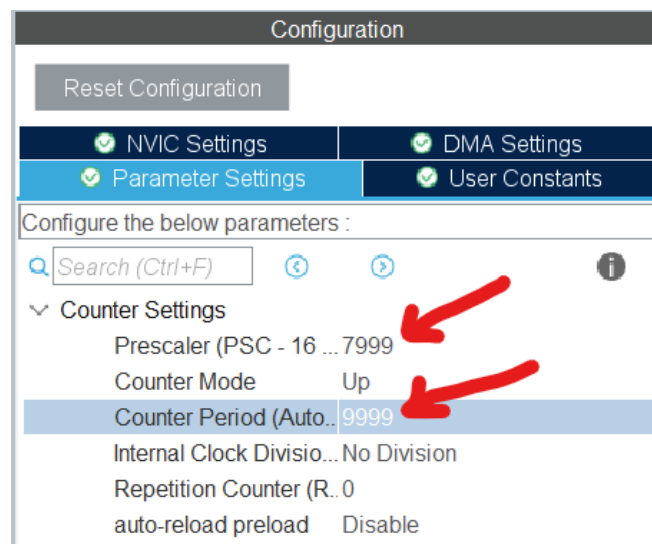 Configuration
Reset Configuration
NVIC Settings DMA Settings
Parameter Settings User Constants
Configure the below parameters :
Search (Ctrl+F)
Counter Settings
Prescaler (PSC - 16 ... 7999
Counter Mode Up
Counter Period (Auto.. 9999
Internal Clock Divisio... No Division
Repetition Counter (R.. 0
auto-reload preload Disable